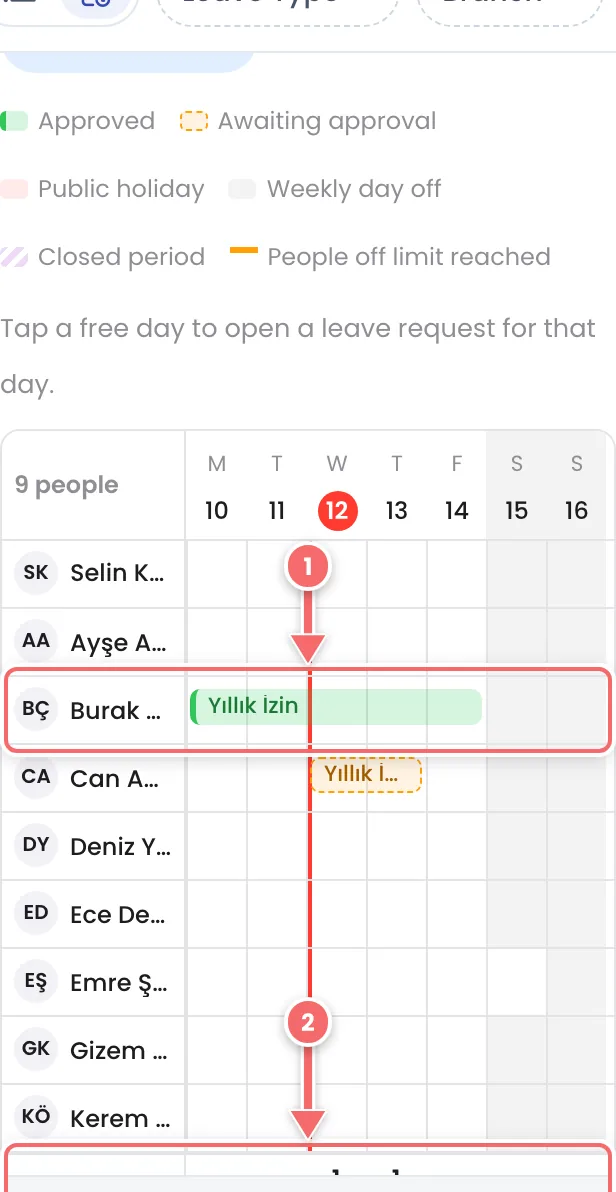 Approved
Awaiting approval
Public holiday
Weekly day off
Closed period
People off limit reached
Tap a free day to open a leave request for that
day.
9 people
M T W T F S S
10 11 12 13 14 15 16
1
SK Selin K...
AA Ayşe A...
BÇ Burak ...
Yıllık İzin
CA Can A...
Yıllık İ...
DY Deniz Y...
ED Ece De...
EŞ Emre Ş...
2
GK Gizem ...
KÖ Kerem ...